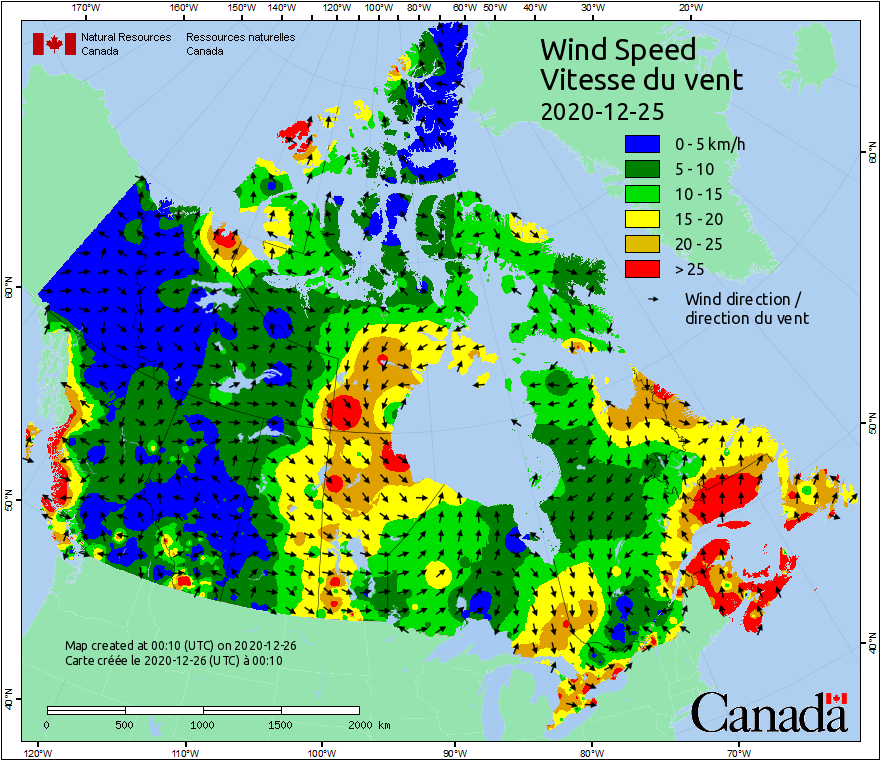 170°W 160°W 150°W 140°W 130°W 120°W 110°W 100°W 90°W 80°W 70°W 60°W 50°W 40°W 30°W 20°W
Natural Resources Ressources naturelles
Canada Canada
Wind Speed
Vitesse du vent
2020-12-25
0 - 5 km/h
5 - 10
10 - 15
15 - 20
20 - 25
> 25
Wind direction /
direction du vent
60°N
50°N
40°N
60°N
50°N
40°N
Map created at 00:10 (UTC) on 2020-12-26
Carte créée le 2020-12-26 (UTC) à 00:10
0 500 1000 1500 2000 km
Canada
120°W 110°W 100°W 90°W 80°W 70°W